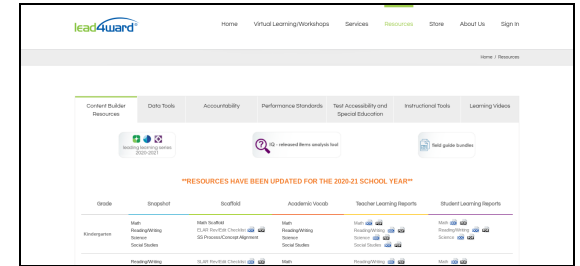 lead4ward
Home Virtual Learning/Workshops Services Resources Store About Us Sign In
Home / Resources
Content Builder Resources Data Tools Accountability Performance Standards Test Accessibility and Special Education Instructional Tools Learning Videos
leading learning series 2020-2021
IQ - released items analysis tool
field guide bundles
**RESOURCES HAVE BEEN UPDATED FOR THE 2020-21 SCHOOL YEAR**
Grade Snapshot Scaffold Academic Vocab Teacher Learning Reports Student Learning Reports
Kindergarten
Math
Reading/Writing
Science
Social Studies
Math Scaffold
ELAR Rev/Edit Checklist
SS Process/Concept Alignment
Math
Reading/Writing
Science
Social Studies
Math
Reading/Writing
Science
Social Studies
Math
Reading/Writing
Science
Reading/Writing ELAR Rev/Edit Checklist Math Reading/Writing Math